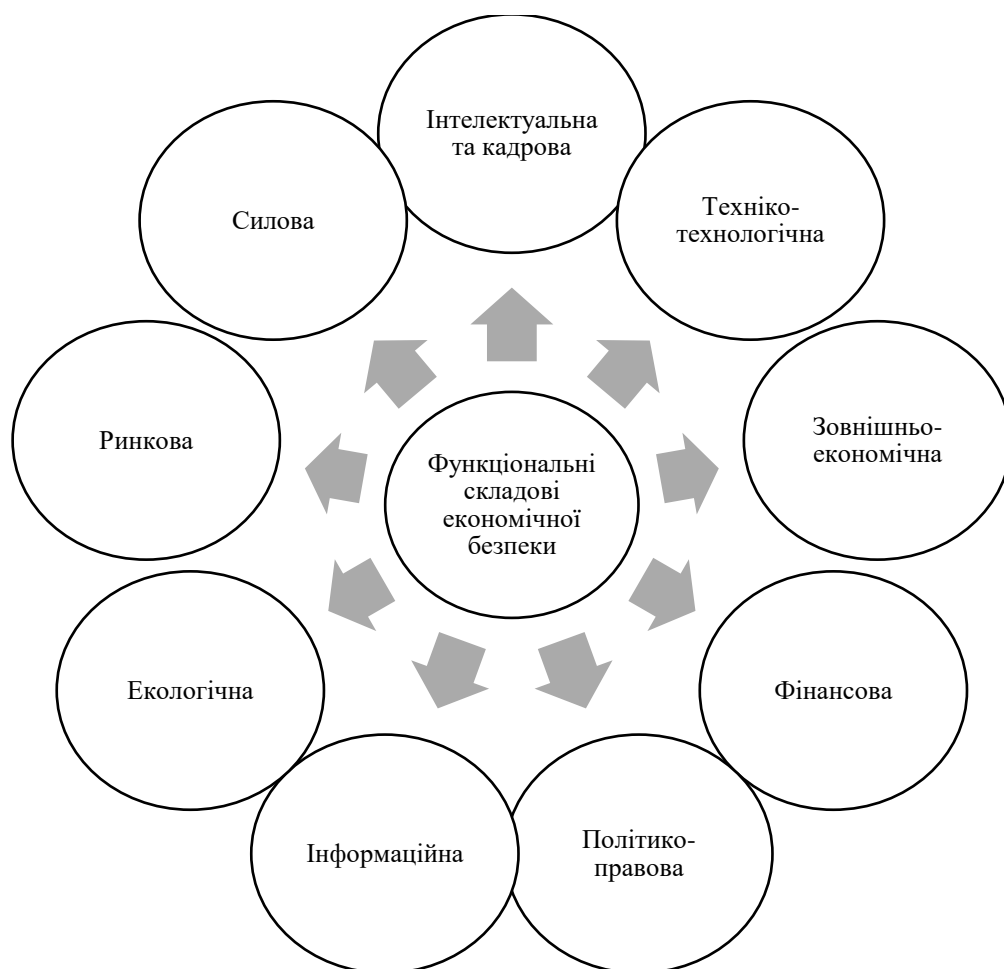 Інтелектуальна
та кадрова
Техніко-
технологічна
Зовнішньо-
економічна
Фінансова
Політико-
правова
Інформаційна
Екологічна
Ринкова
Силова
Функціональні
складові
економічної
безпеки